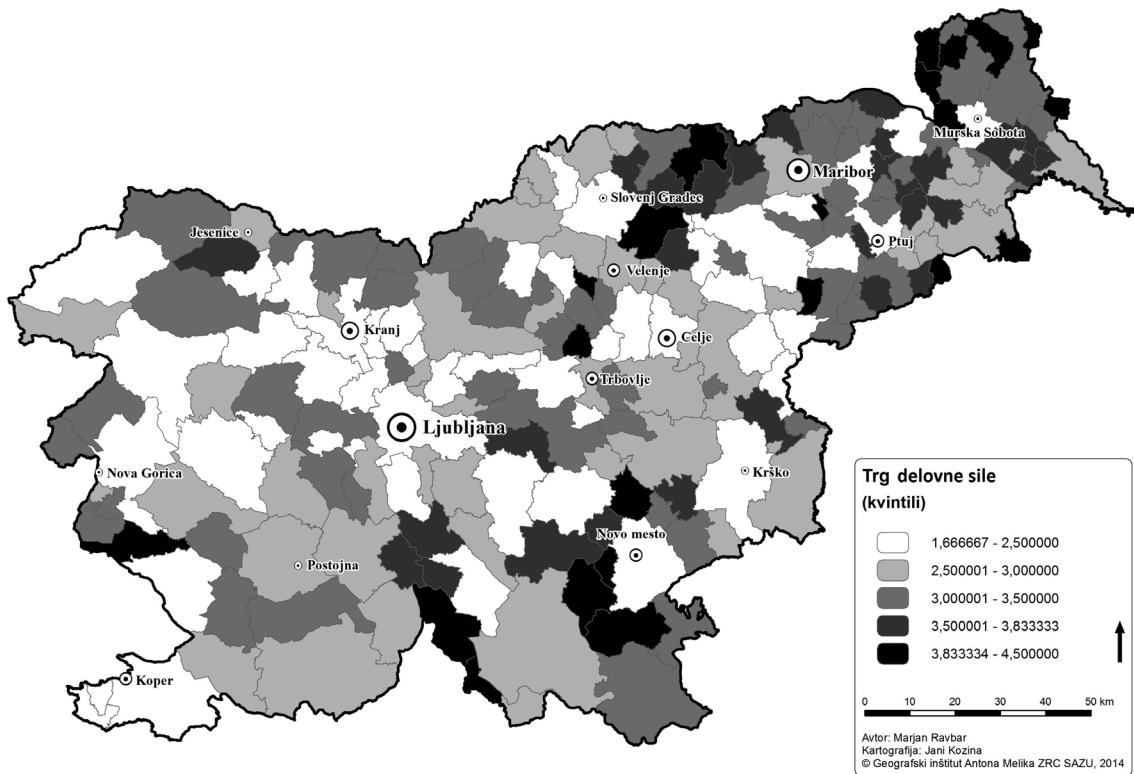 Murska Sobota
Maribor
Slovenj Gradec
Jesenice
Ptuj
Velenje
Kranj
Celje
Trbovlje
Ljubljana
Nova Gorica
Krško
Novo mesto
Postojna
Koper
Trg delovne sile
(kvintili)
1,666667 - 2,500000
2,500001 - 3,000000
3,000001 - 3,500000
3,500001 - 3,833333
3,833334 - 4,500000
0 10 20 30 40 50 km
Avtor: Marjan Ravbar
Kartografija: Jani Kozina
© Geografski inštitut Antona Melika ZRC SAZU, 2014